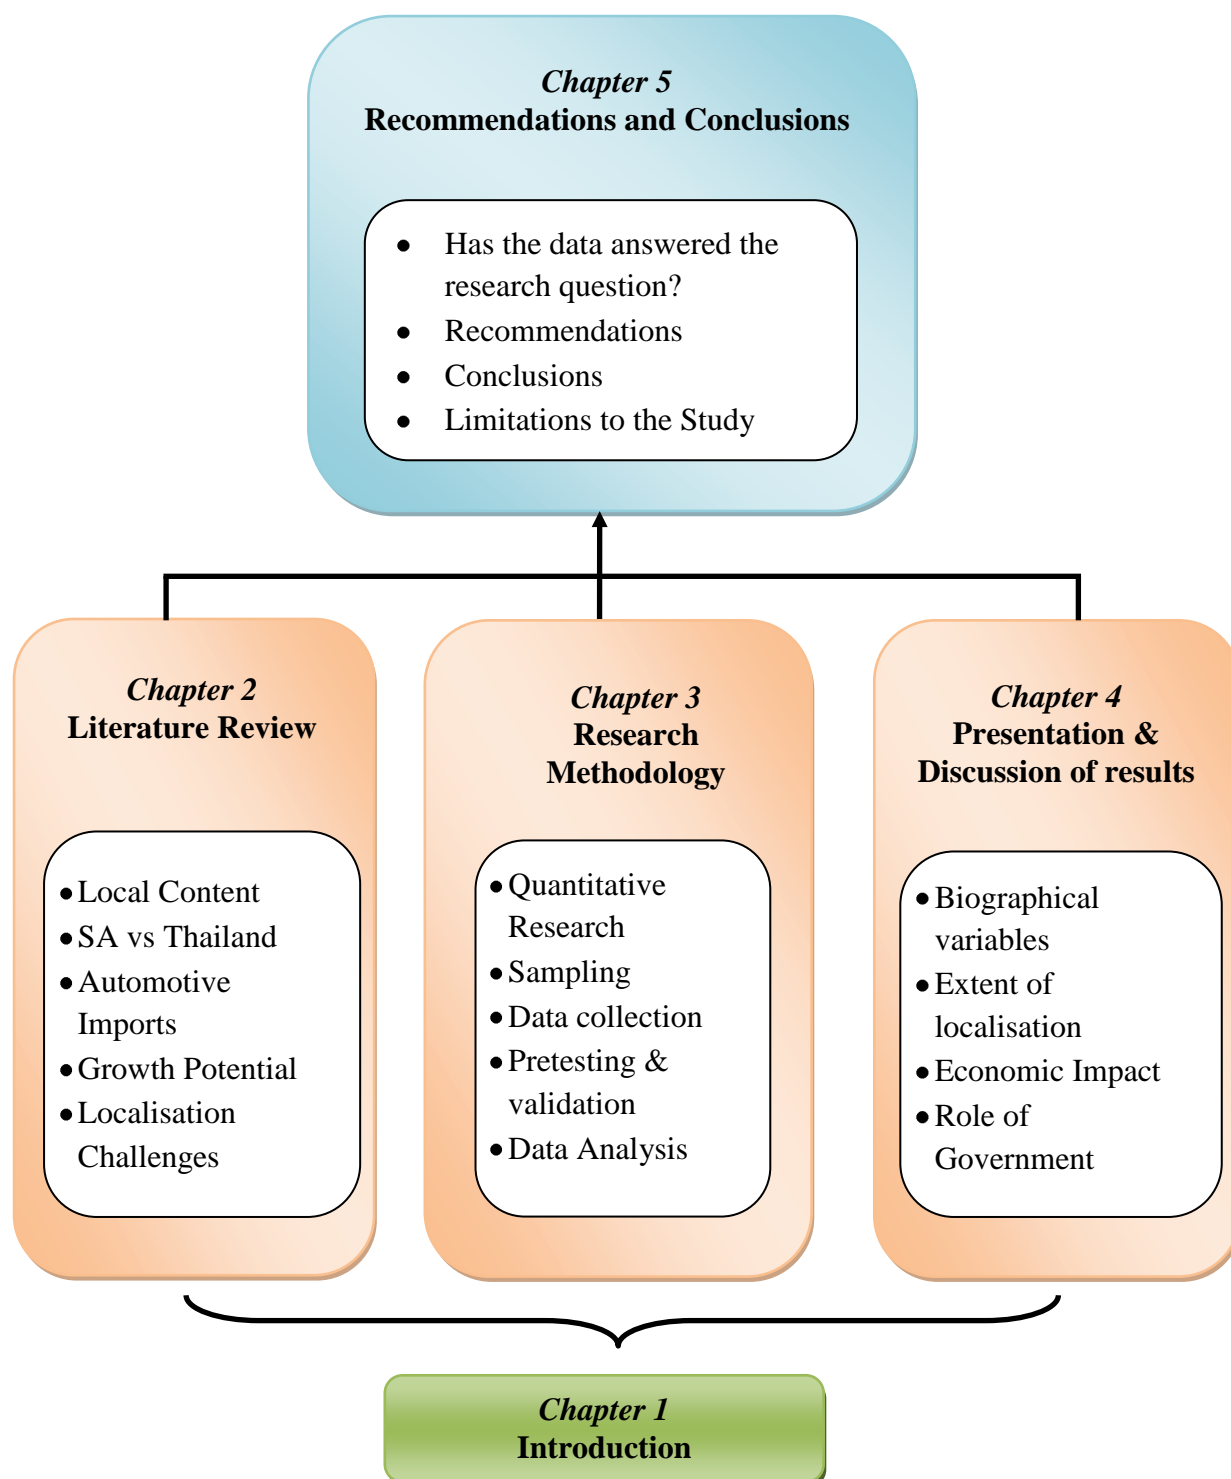 Chapter 5
Recommendations and Conclusions
• Has the data answered the
research question?
• Recommendations
• Conclusions
• Limitations to the Study
Chapter 2
Literature Review
• Local Content
• SA vs Thailand
• Automotive
Imports
• Growth Potential
• Localisation
Challenges
Chapter 3
Research
Methodology
• Quantitative
Research
• Sampling
• Data collection
• Pretesting &
validation
• Data Analysis
Chapter 4
Presentation &
Discussion of results
• Biographical
variables
• Extent of
localisation
• Economic Impact
• Role of
Government
Chapter 1
Introduction